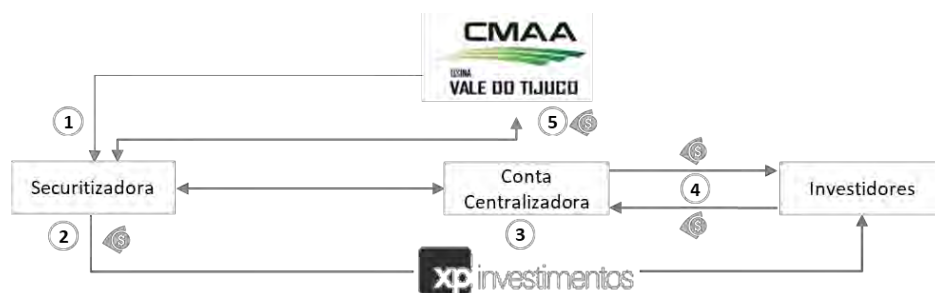 CMAA
USINA
VALE DO TIJUCO
1
5
Securitizadora
Conta
Centralizadora
4
Investidores
2
3
xp investimentos